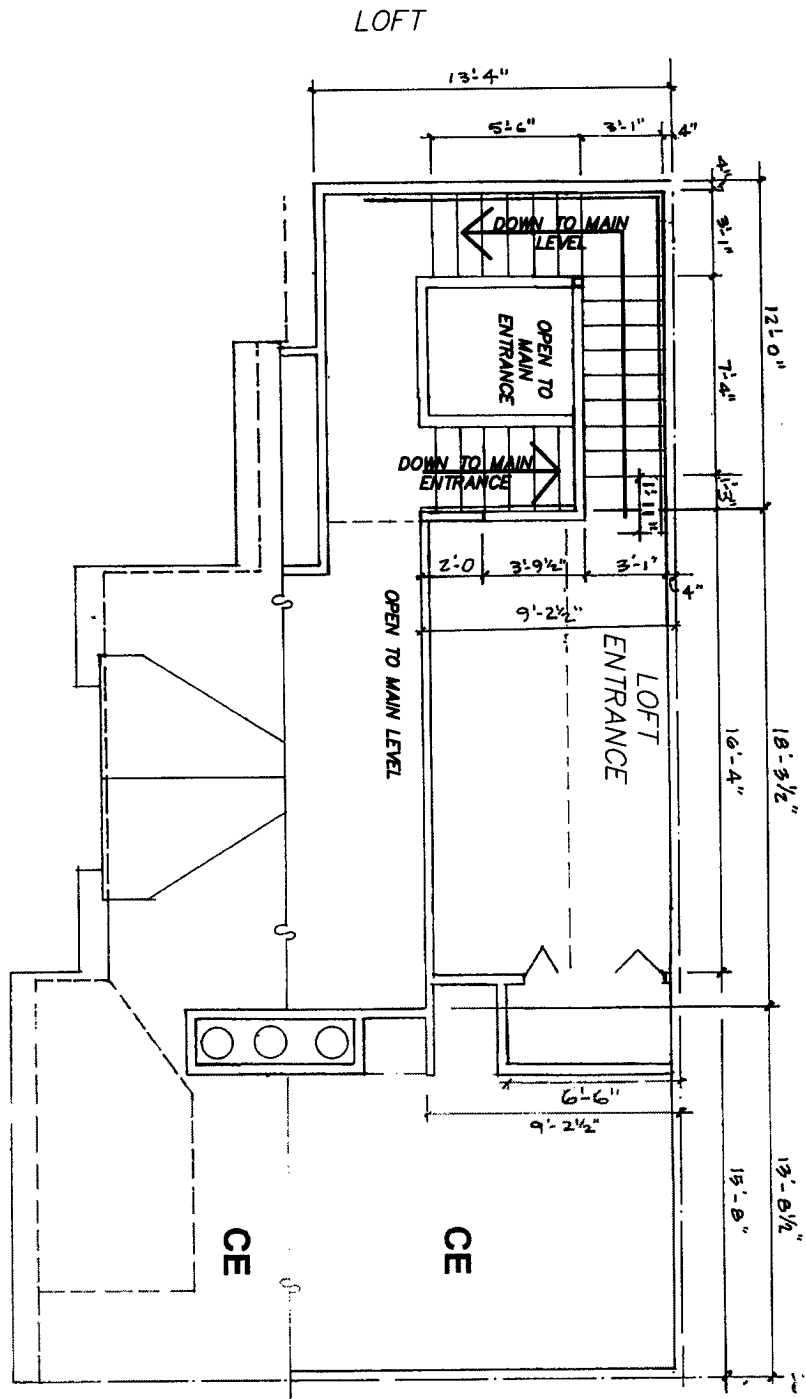 LOFT
13'-4"
5'-6"
3'-1"
4"
4"
3'-1"
12'-0"
7'-4"
1'-3"
DOWN TO MAIN
LEVEL
OPEN TO
MAIN
ENTRANCE
DOWN TO MAIN
ENTRANCE
1'-11"
2'-0
3'-9½"
3'-1"
4"
9'-2½"
OPEN TO MAIN LEVEL
LOFT
ENTRANCE
16'-4"
18'-3½"
6'-6"
9'-2½"
13'-8½"
15'-8"
CE
CE